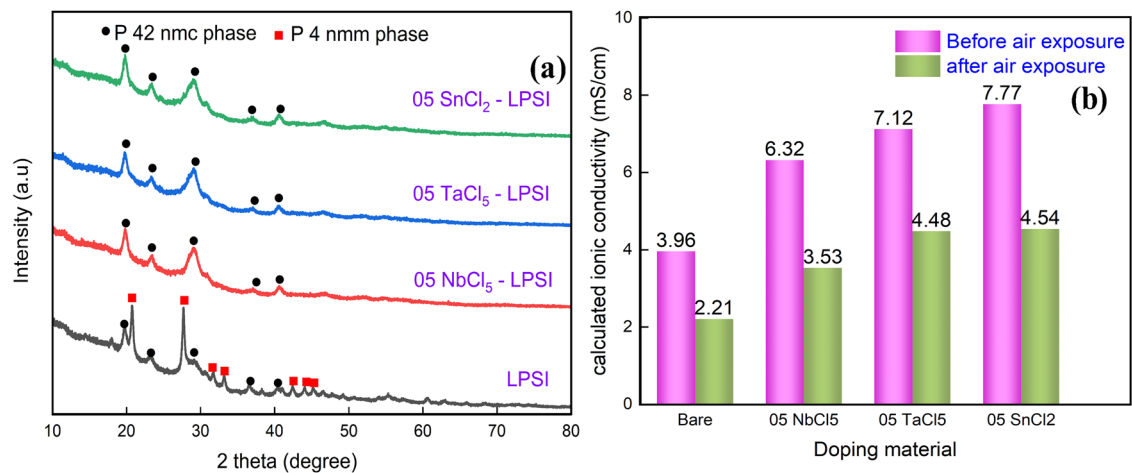 P 42 nmc phase P 4 nmm phase
(a)
05 SnCl2 - LPSI
05 TaCl5 - LPSI
05 NbCl5 - LPSI
LPSI
Intensity (a.u)
10 20 30 40 50 60 70 80
2 theta (degree)
Before air exposure
after air exposure
(b)
calculated ionic conductivity (mS/cm)
10
8
6
4
2
0
3.96 2.21
6.32 3.53
7.12 4.48
7.77 4.54
Bare 05 NbCl5 05 TaCl5 05 SnCl2
Doping material